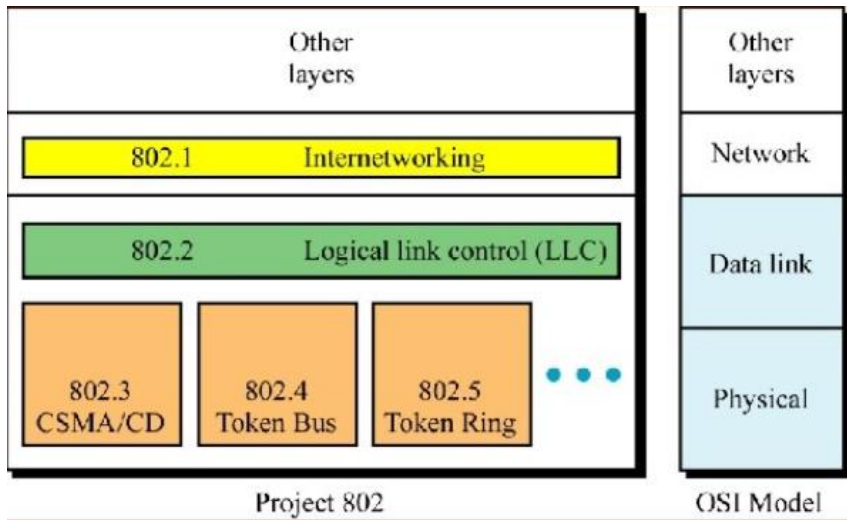 Other
layers
802.1 Internetworking
802.2 Logical link control (LLC)
802.3
CSMA/CD
802.4
Token Bus
802.5
Token Ring
Project 802
Other
layers
Network
Data link
Physical
OSI Model